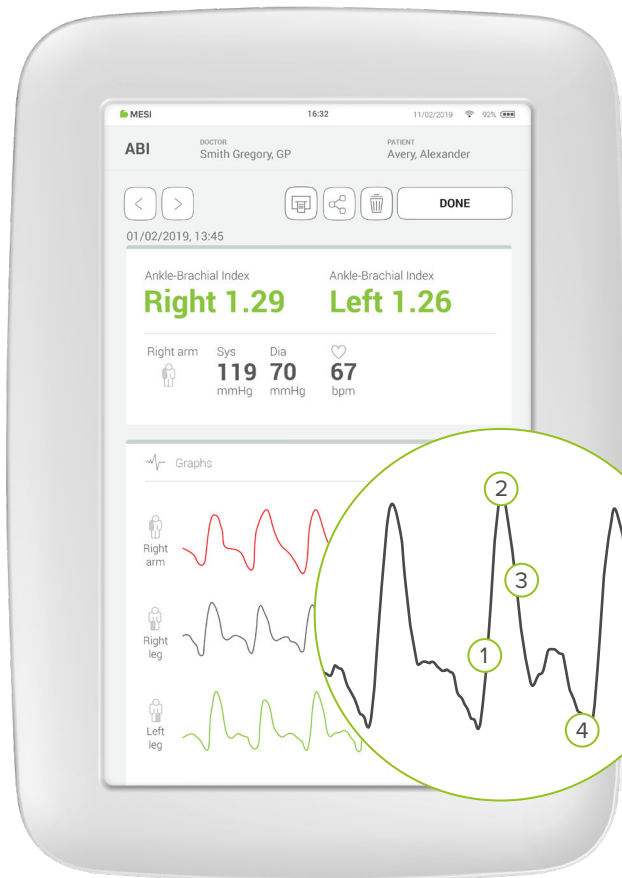 MESI 16:32 11/02/2019 92%
ABI
DOCTOR
Smith Gregory, GP
PATIENT
Avery, Alexander
DONE
01/02/2019, 13:45
Ankle-Brachial Index
Right 1.29
Ankle-Brachial Index
Left 1.26
Right arm
Sys
119
mmHg
Dia
70
mmHg
67
bpm
Graphs
Right
arm
Right
leg
Left
leg
2
3
1
4